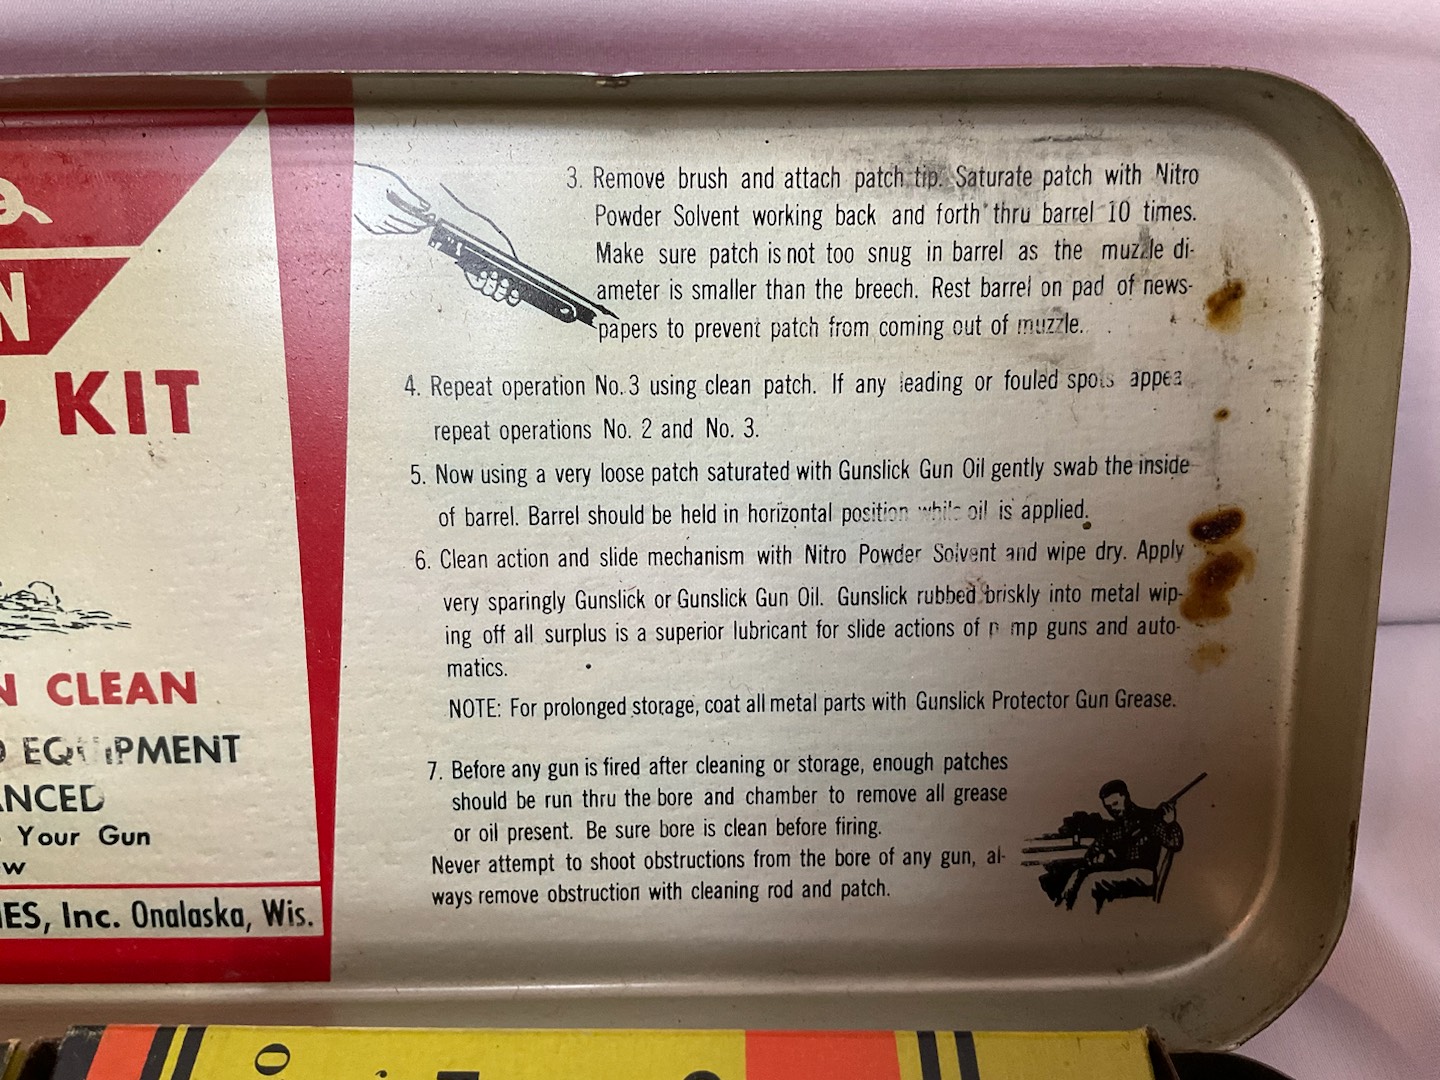 N
KIT
N CLEAN
EQUIPMENT
ANCED
Your Gun
ES, Inc. Onalaska, Wis.
3. Remove brush and attach patch tip. Saturate patch with Nitro
Powder Solvent working back and forth thru barrel 10 times.
Make sure patch is not too snug in barrel as the muzzle di-
ameter is smaller than the breech. Rest barrel on pad of news-
papers to prevent patch from coming out of muzzle.
4. Repeat operation No. 3 using clean patch. If any leading or fouled spots appea
repeat operations No. 2 and No. 3.
5. Now using a very loose patch saturated with Gunslick Gun Oil gently swab the inside
of barrel. Barrel should be held in horizontal position while oil is applied.
6. Clean action and slide mechanism with Nitro Powder Solvent and wipe dry. Apply
very sparingly Gunslick or Gunslick Gun Oil. Gunslick rubbed briskly into metal wip-
ing off all surplus is a superior lubricant for slide actions of p mp guns and auto-
matics.
NOTE: For prolonged storage, coat all metal parts with Gunslick Protector Gun Grease.
7. Before any gun is fired after cleaning or storage, enough patches
should be run thru the bore and chamber to remove all grease
or oil present. Be sure bore is clean before firing.
Never attempt to shoot obstructions from the bore of any gun, al-
ways remove obstruction with cleaning rod and patch.